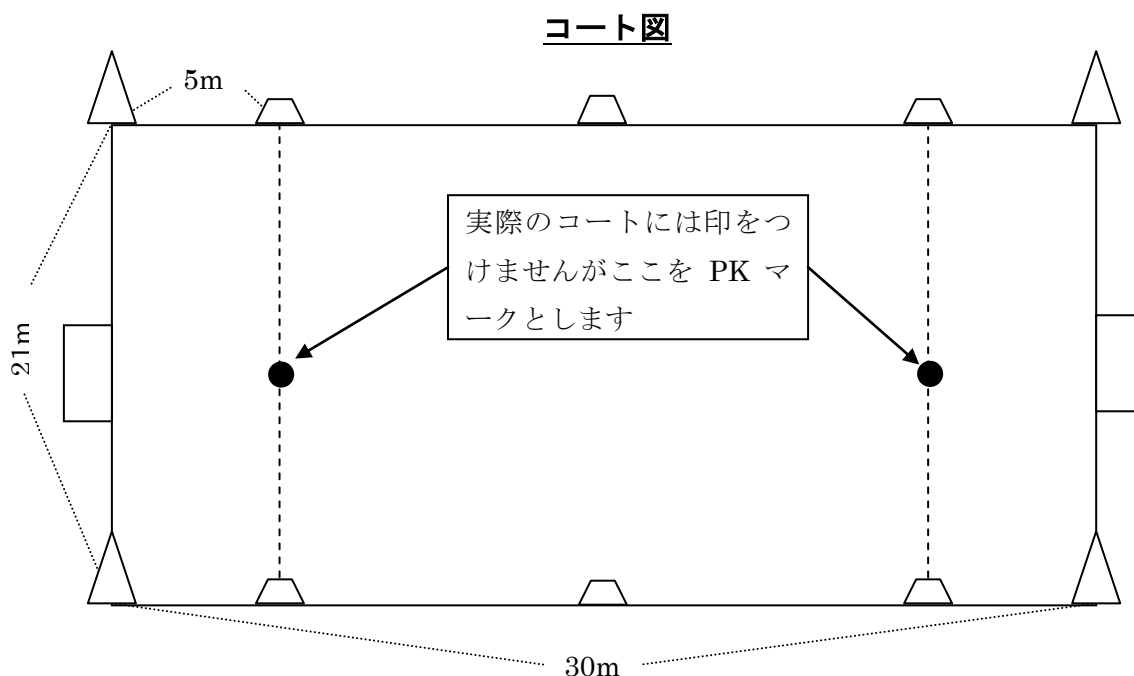 コート図
5m
実際のコートには印をつ
けませんがここを PK マ
ークとします
21m
30m